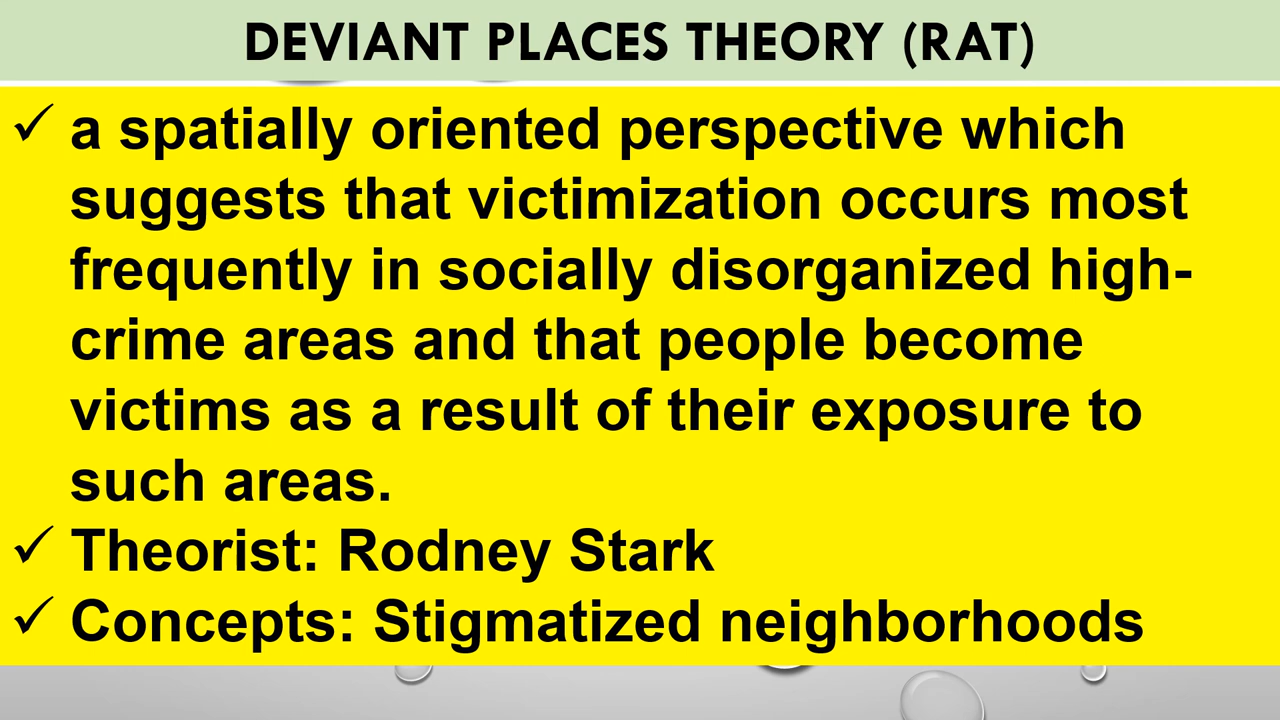 DEVIANT PLACES THEORY (RAT)
✓ a spatially oriented perspective which
suggests that victimization occurs most
frequently in socially disorganized high-
crime areas and that people become
victims as a result of their exposure to
such areas.
✓ Theorist: Rodney Stark
✓ Concepts: Stigmatized neighborhoods